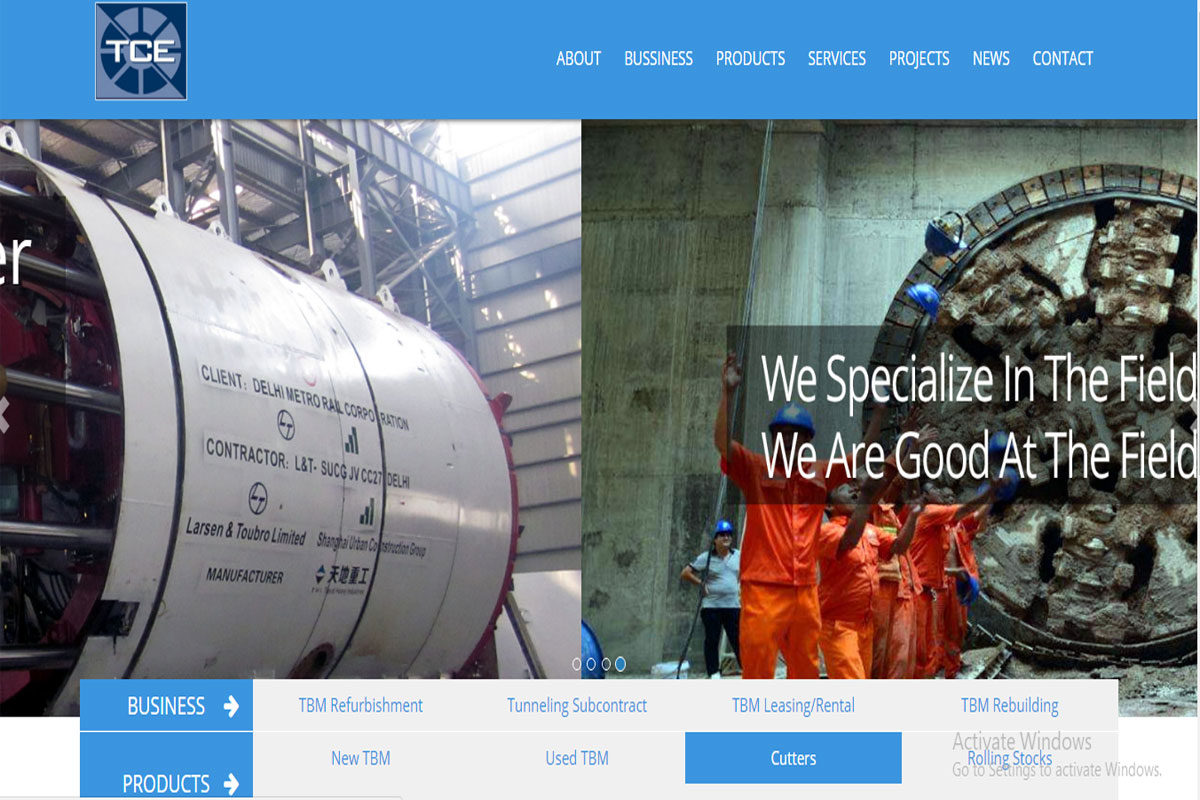 TCE
ABOUT BUSSINESS PRODUCTS SERVICES PROJECTS NEWS CONTACT
er
CLIENT: DELHI METRO RAIL CORPORATION
CONTRACTOR: L&T- SUCG JV CC27 DELHI
Larsen & Toubro Limited Shanghai Urban Construction Group
MANUFACTURER 天地重工
We Specialize In The Field
We Are Good At The Field
BUSINESS TBM Refurbishment Tunneling Subcontract TBM Leasing/Rental TBM Rebuilding
Activate Windows
PRODUCTS New TBM Used TBM Cutters Rolling Stocks
Go to Settings to activate Windows.